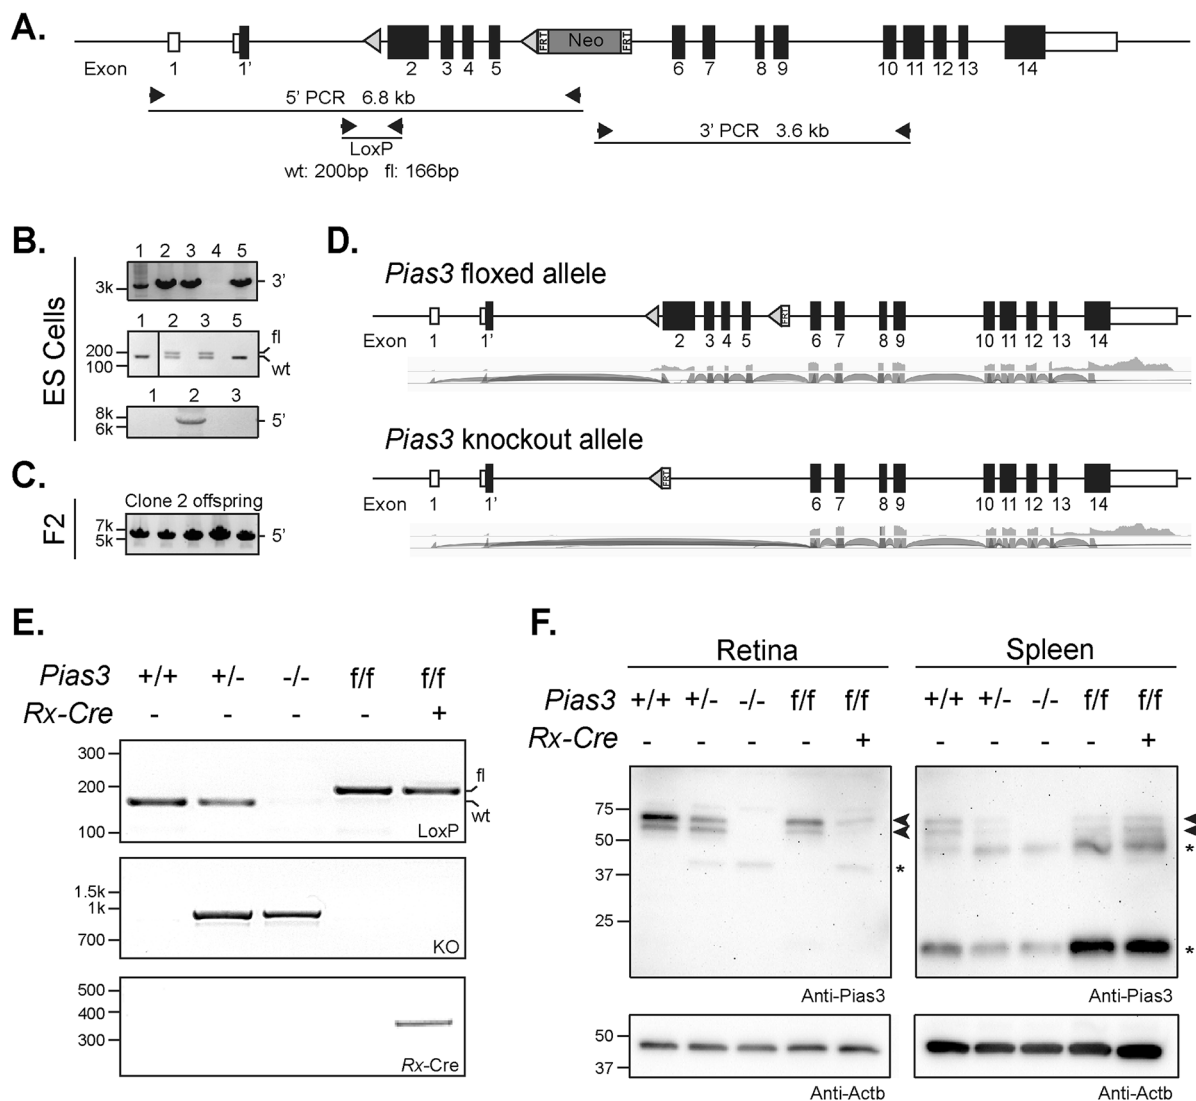 A.
FRT Neo FRT
Exon 1 1' 2 3 4 5 6 7 8 9 10 11 12 13 14
5' PCR 6.8 kb
3' PCR 3.6 kb
LoxP
wt: 200bp fl: 166bp
B.
ES Cells
1 2 3 4 5
3k 3'
1 2 3 5
200 fl
100 wt
1 2 3
8k
6k 5'
C.
F2
Clone 2 offspring
7k
5k 5'
D.
Pias3 floxed allele
FRT
Exon 1 1' 2 3 4 5 6 7 8 9 10 11 12 13 14
Pias3 knockout allele
FRT
Exon 1 1' 6 7 8 9 10 11 12 13 14
E.
Pias3 +/+ +/- -/- f/f f/f
Rx-Cre - - - - +
300
200 fl
wt
100 LoxP
1.5k
1k
700 KO
500
400
300 Rx-Cre
F.
Retina Spleen
Pias3 +/+ +/- -/- f/f f/f +/+ +/- -/- f/f f/f
Rx-Cre - - - - + - - - - +
75
50 *
37 *
25
*
Anti-Pias3 Anti-Pias3
50
37
Anti-Actb Anti-Actb